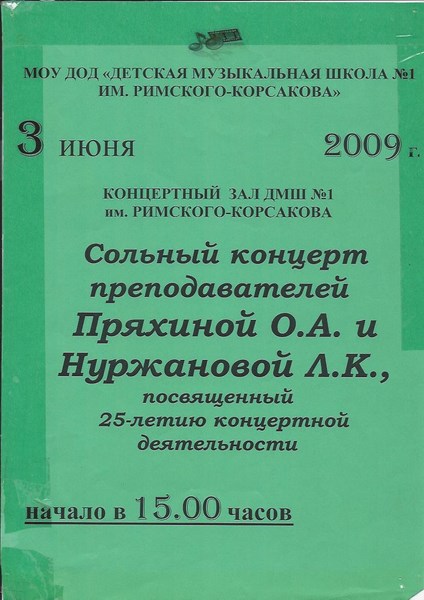 МОУ ДОД «ДЕТСКАЯ МУЗЫКАЛЬНАЯ ШКОЛА №1
ИМ. РИМСКОГО-КОРСАКОВА»
3 ИЮНЯ 2009 г.
КОНЦЕРТНЫЙ ЗАЛ ДМШ №1
им. РИМСКОГО-КОРСАКОВА
Сольный концерт
преподавателей
Пряхиной О.А. и
Нуржановой Л.К.,
посвященный
25-летию концертной
деятельности
начало в 15.00 часов